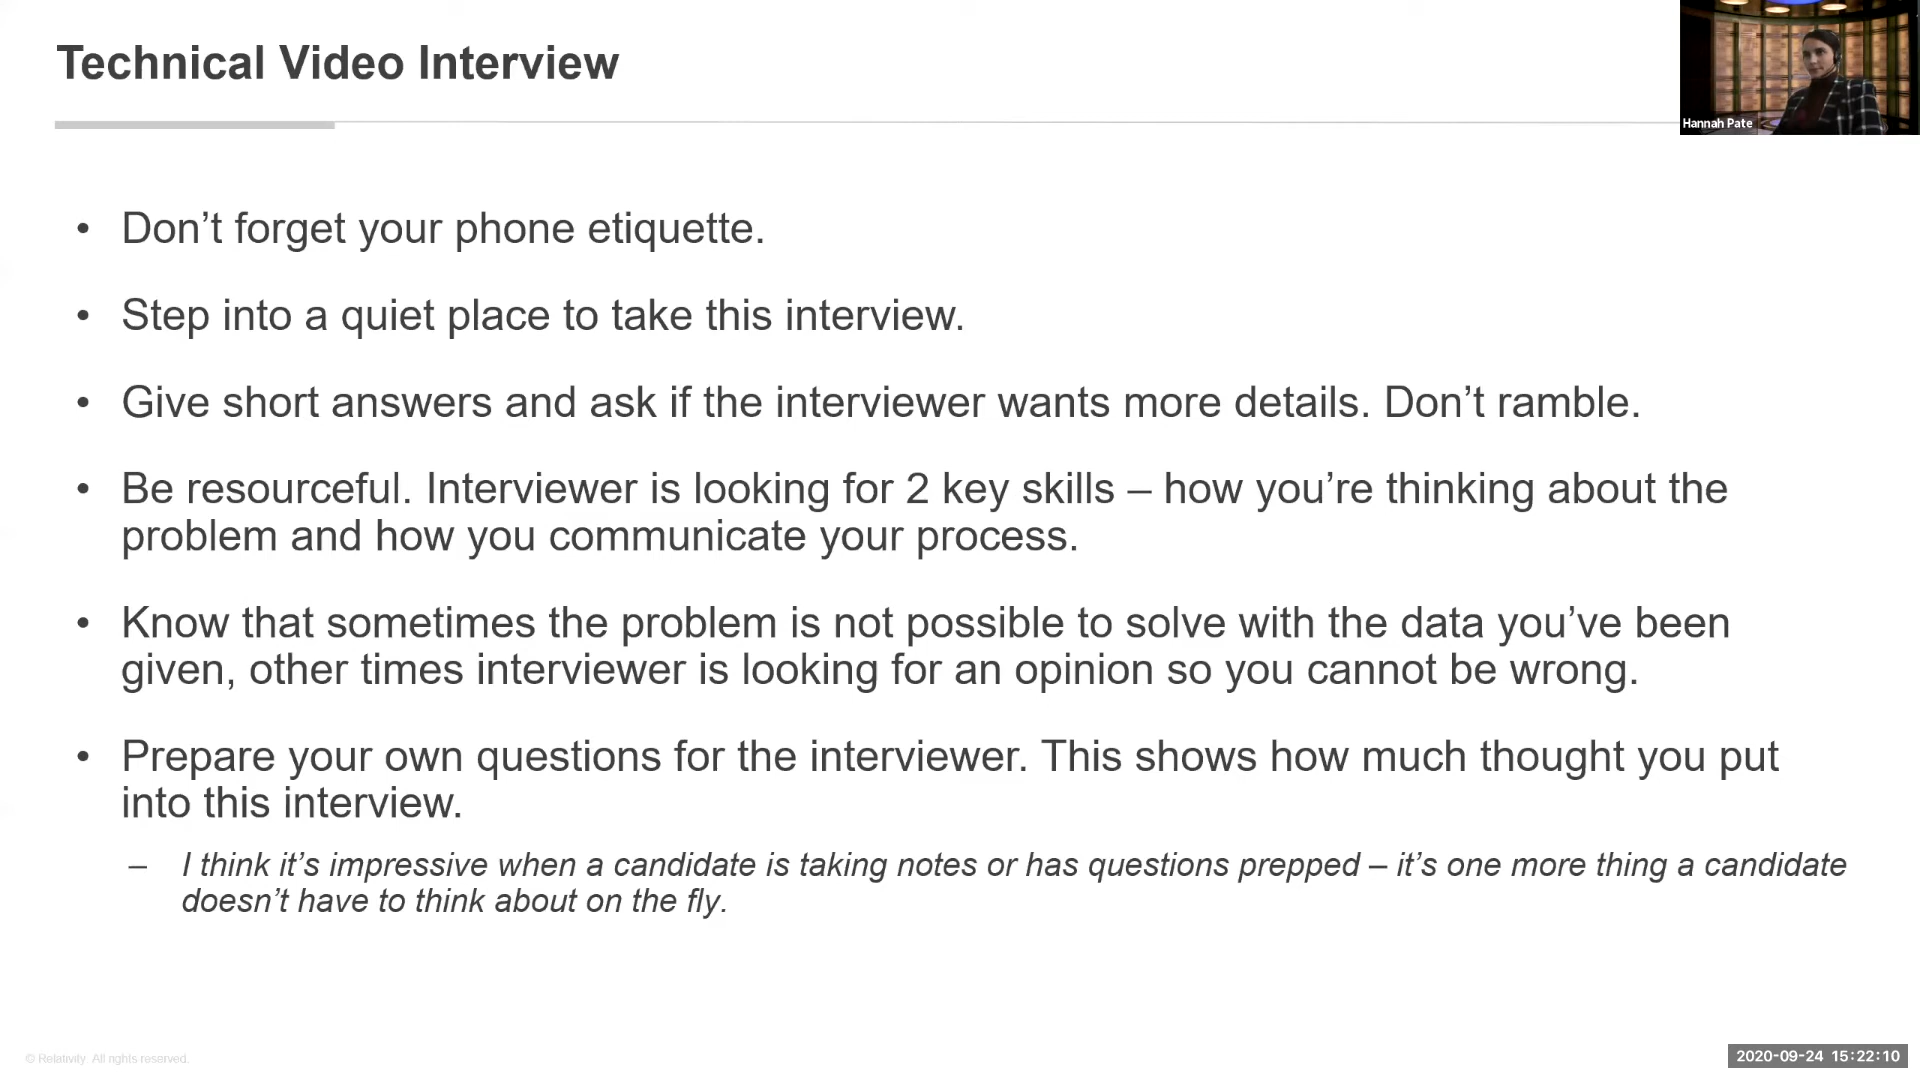 Technical Video Interview
Hannah Pate
• Don’t forget your phone etiquette.
• Step into a quiet place to take this interview.
• Give short answers and ask if the interviewer wants more details. Don’t ramble.
• Be resourceful. Interviewer is looking for 2 key skills – how you’re thinking about the
problem and how you communicate your process.
• Know that sometimes the problem is not possible to solve with the data you’ve been
given, other times interviewer is looking for an opinion so you cannot be wrong.
• Prepare your own questions for the interviewer. This shows how much thought you put
into this interview.
– I think it’s impressive when a candidate is taking notes or has questions prepped – it’s one more thing a candidate
doesn’t have to think about on the fly.
© Relativity. All rights reserved.
2020-09-24 15:22:10